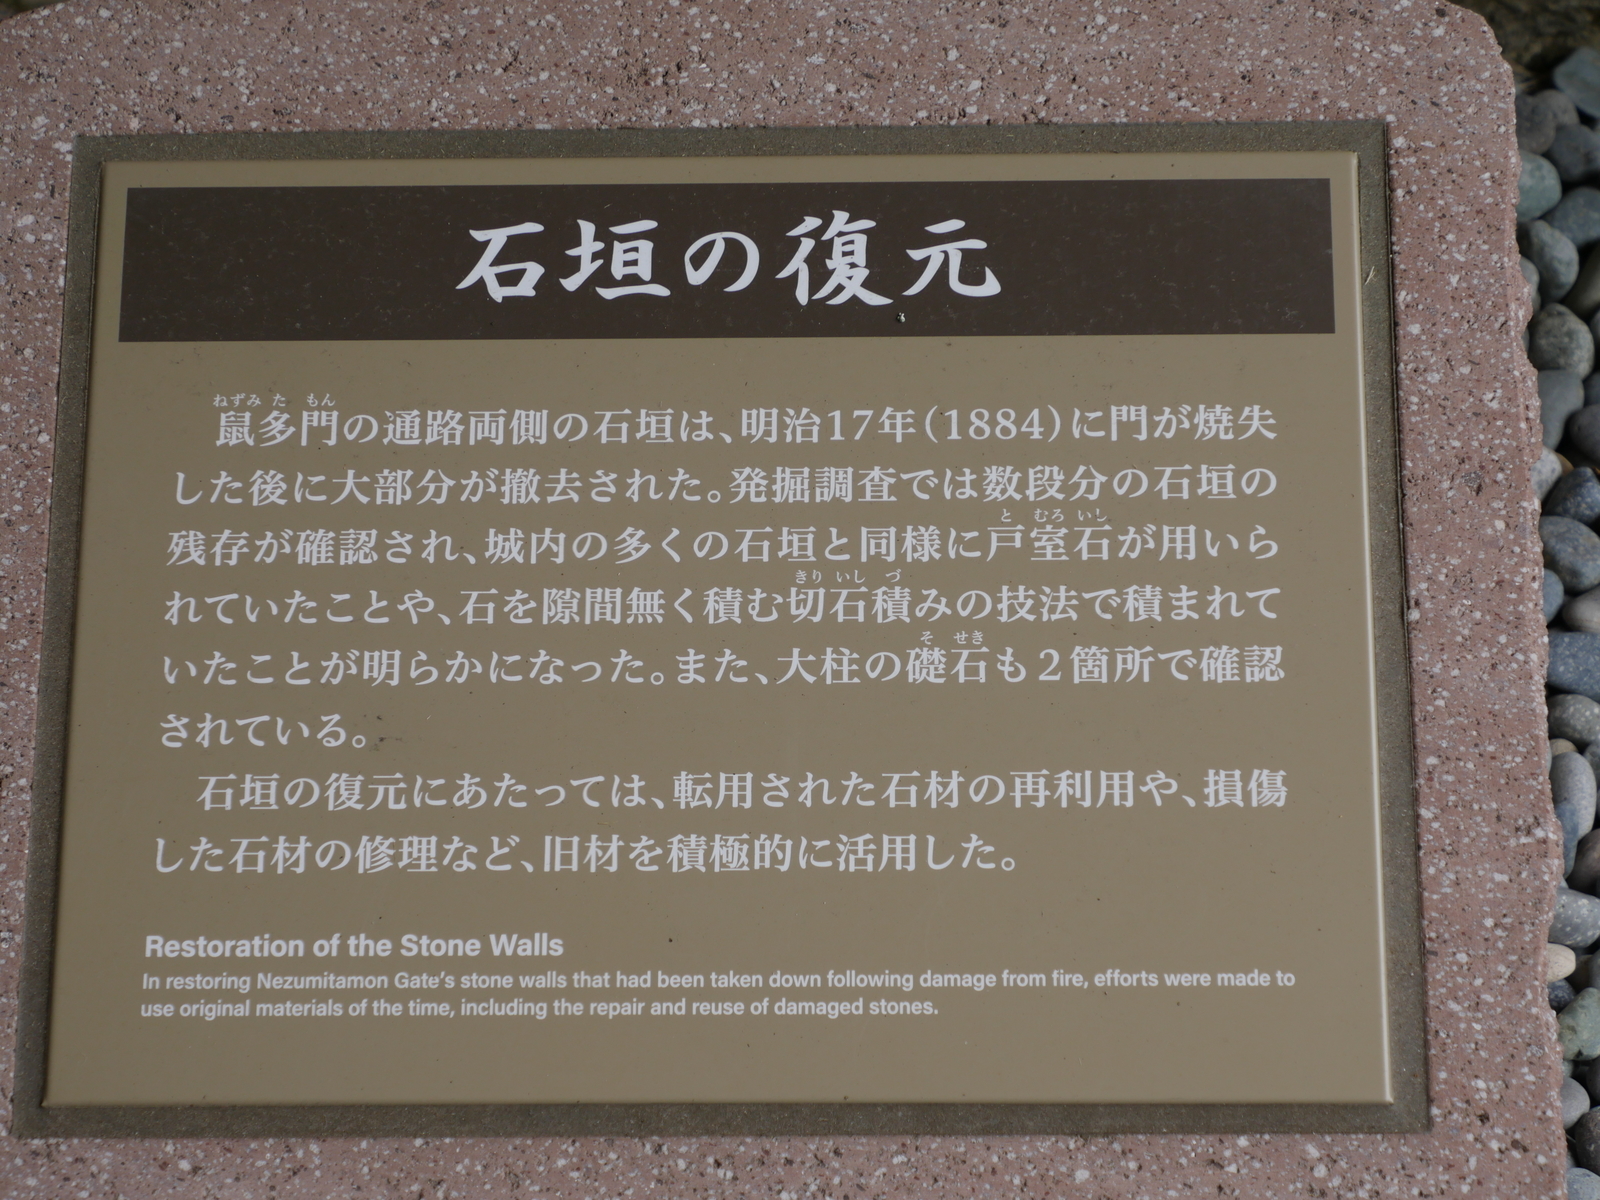 石垣の復元
ねずみ た もん
鼠多門の通路両側の石垣は、明治17年(1884)に門が焼失
した後に大部分が撤去された。発掘調査では数段分の石垣の
と むろ いし
残存が確認され、城内の多くの石垣と同様に戸室石が用いら
きり いし づ
れていたことや、石を隙間無く積む切石積みの技法で積まれて
そ せき
いたことが明らかになった。また、大柱の礎石も2箇所で確認
されている。
石垣の復元にあたっては、転用された石材の再利用や、損傷
した石材の修理など、旧材を積極的に活用した。
Restoration of the Stone Walls
In restoring Nezumitamon Gate's stone walls that had been taken down following damage from fire, efforts were made to
use original materials of the time, including the repair and reuse of damaged stones.